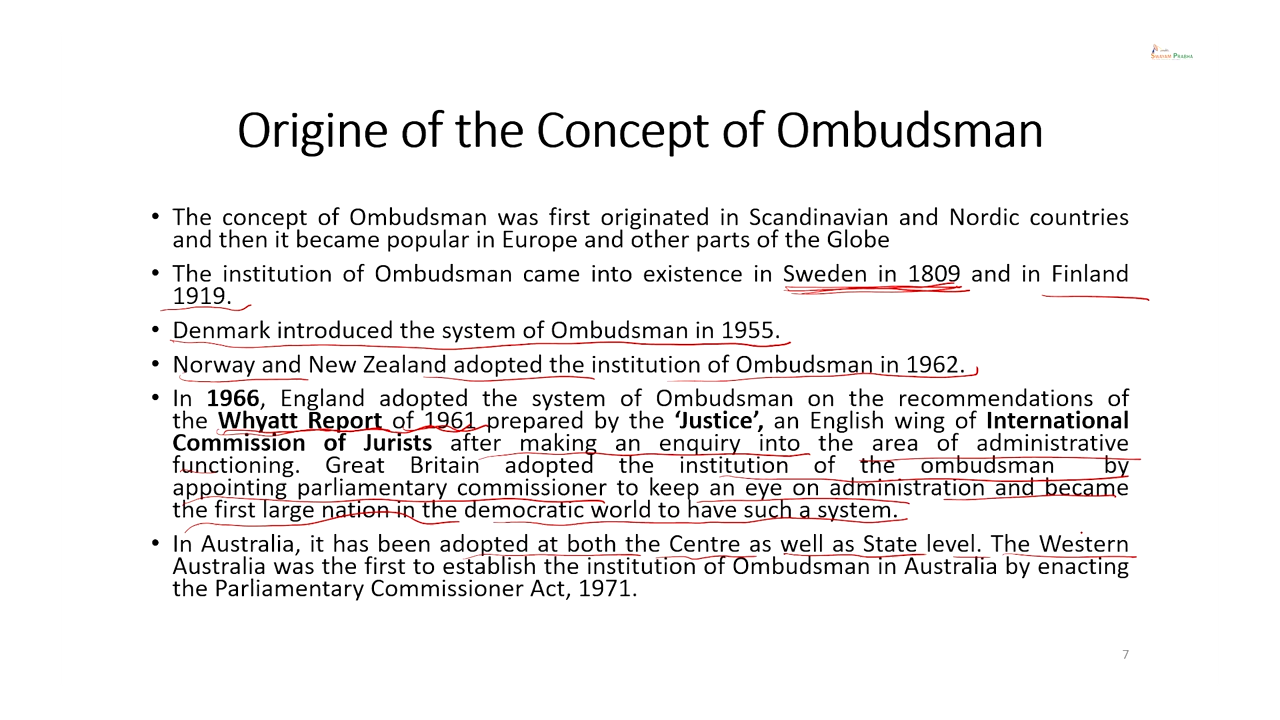 SWAYAM PRABHA
Origine of the Concept of Ombudsman
• The concept of Ombudsman was first originated in Scandinavian and Nordic countries
and then it became popular in Europe and other parts of the Globe
• The institution of Ombudsman came into existence in Sweden in 1809 and in Finland
1919.
• Denmark introduced the system of Ombudsman in 1955.
• Norway and New Zealand adopted the institution of Ombudsman in 1962.
• In 1966, England adopted the system of Ombudsman on the recommendations of
the Whyatt Report of 1961 prepared by the ‘Justice’, an English wing of International
Commission of Jurists after making an enquiry into the area of administrative
functioning. Great Britain adopted the institution of the ombudsman by
appointing parliamentary commissioner to keep an eye on administration and became
the first large nation in the democratic world to have such a system.
• In Australia, it has been adopted at both the Centre as well as State level. The Western
Australia was the first to establish the institution of Ombudsman in Australia by enacting
the Parliamentary Commissioner Act, 1971.
7